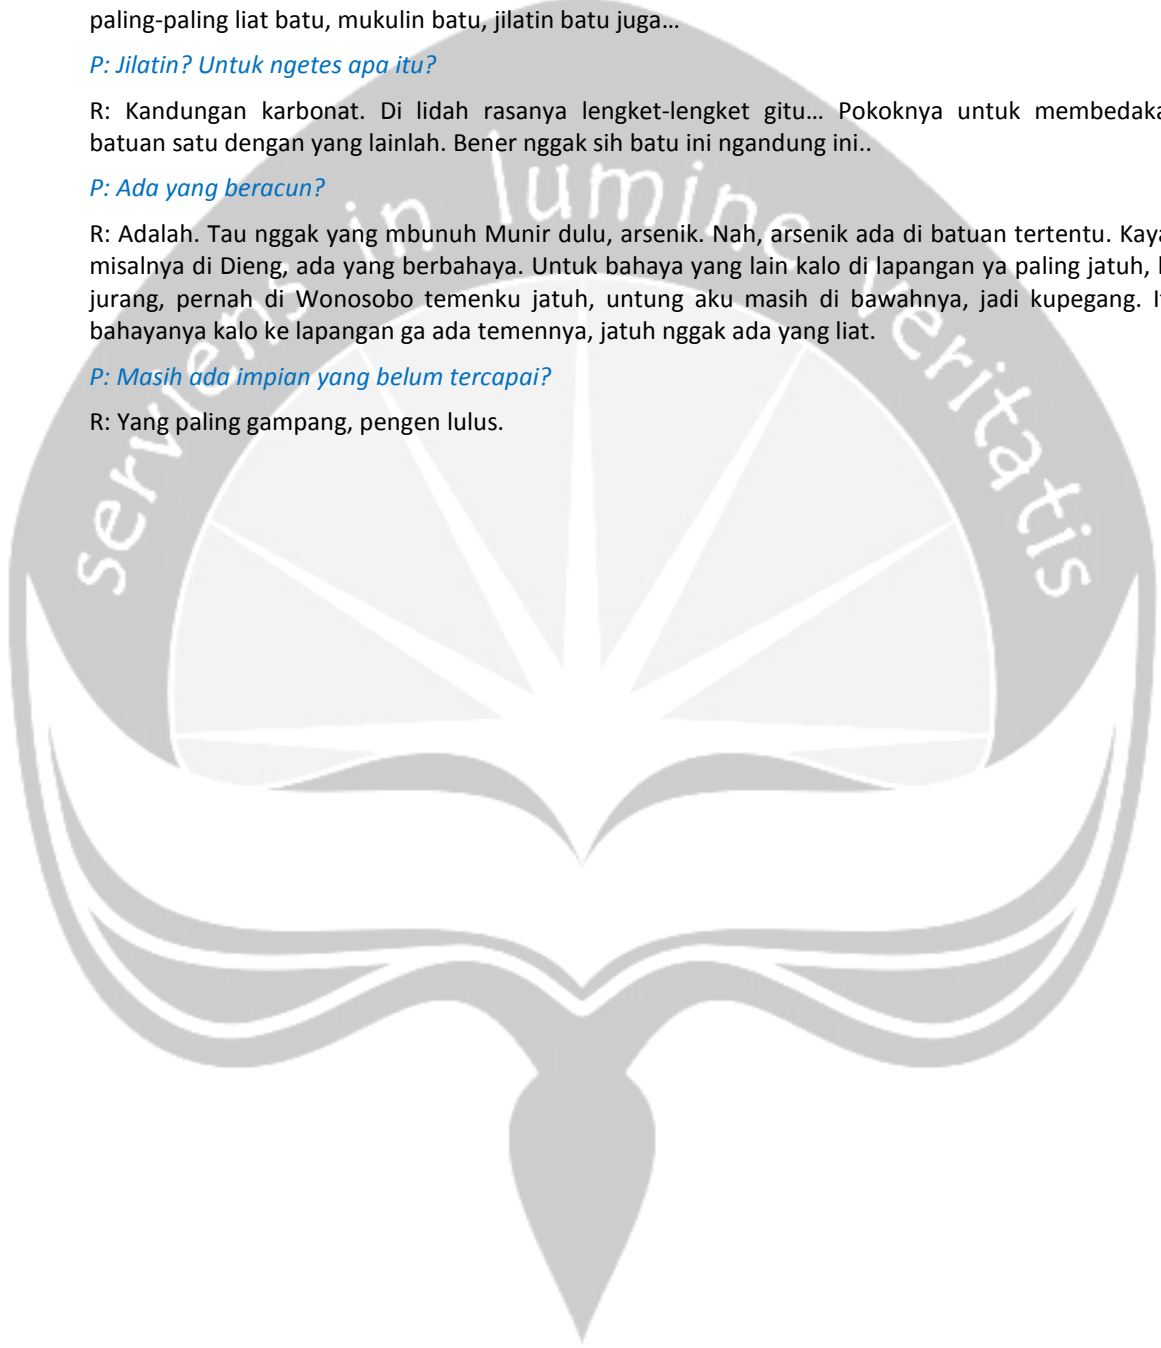 paling-paling liat batu, mukulin batu, jilatin batu juga…
P: Jilatin? Untuk ngetes apa itu?
R: Kandungan karbonat. Di lidah rasanya lengket-lengket gitu… Pokoknya untuk membedaka
batuan satu dengan yang lainlah. Bener nggak sih batu ini ngandung ini..
P: Ada yang beracun?
R: Adalah. Tau nggak yang mbunuh Munir dulu, arsenik. Nah, arsenik ada di batuan tertentu. Kaya
misalnya di Dieng, ada yang berbahaya. Untuk bahaya yang lain kalo di lapangan ya paling jatuh,
jurang, pernah di Wonosobo temenku jatuh, untung aku masih di bawahnya, jadi kupegang.
bahayanya kalo ke lapangan ga ada temennya, jatuh nggak ada yang liat.
P: Masih ada impian yang belum tercapai?
R: Yang paling gampang, pengen lulus.
serviens in lumine veritatis